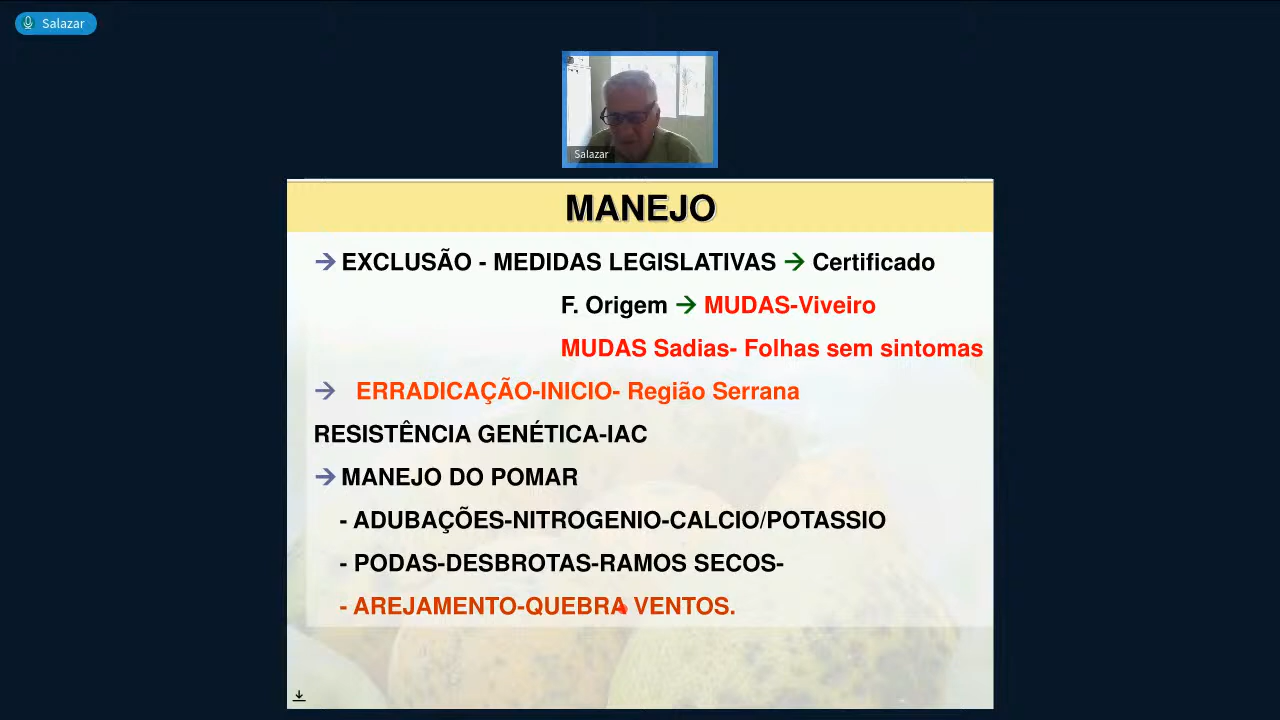 Salazar
Salazar
MANEJO
→ EXCLUSÃO - MEDIDAS LEGISLATIVAS → Certificado
F. Origem → MUDAS-Viveiro
MUDAS Sadias- Folhas sem sintomas
→ ERRADICAÇÃO-INICIO- Região Serrana
RESISTÊNCIA GENÉTICA-IAC
→ MANEJO DO POMAR
- ADUBAÇÕES-NITROGENIO-CALCIO/POTASSIO
- PODAS-DESBROTAS-RAMOS SECOS-
- AREJAMENTO-QUEBRA VENTOS.